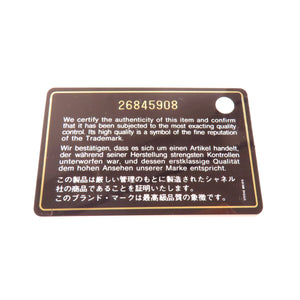 26845908
We certify the authenticity of this item and confirm
that it has been subjected to the most exacting quality
control. Its high quality is a symbol of the fine reputation
of the Trademark.
Wir bestätigen, dass es sich um einen Artikel handelt,
der während seiner Herstellung strengsten Kontrollen
unterworfen war, und dessen erstklassige Qualität
dem hohen Ansehen unserer Marke entspricht.
この製品は厳しい管理のもとに製造されたシャネル
社の商品であることを証明いたします。
このブランド・マークは最高級品質の象徴です。